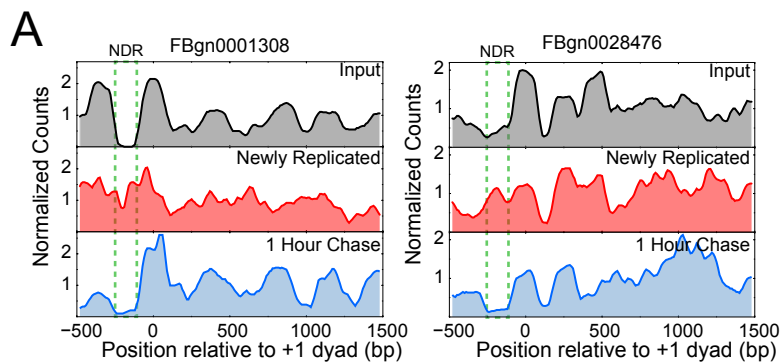 A
FBgn0001308
FBgn0028476
NDR
NDR
Normalized Counts
Normalized Counts
2
1
Input
2
1
Newly Replicated
2
1
1 Hour Chase
2
1
Input
2
1
Newly Replicated
2
1
1 Hour Chase
−500 0 500 1000 1500
-500 0 500 1000 1500
Position relative to +1 dyad (bp)
Position relative to +1 dyad (bp)